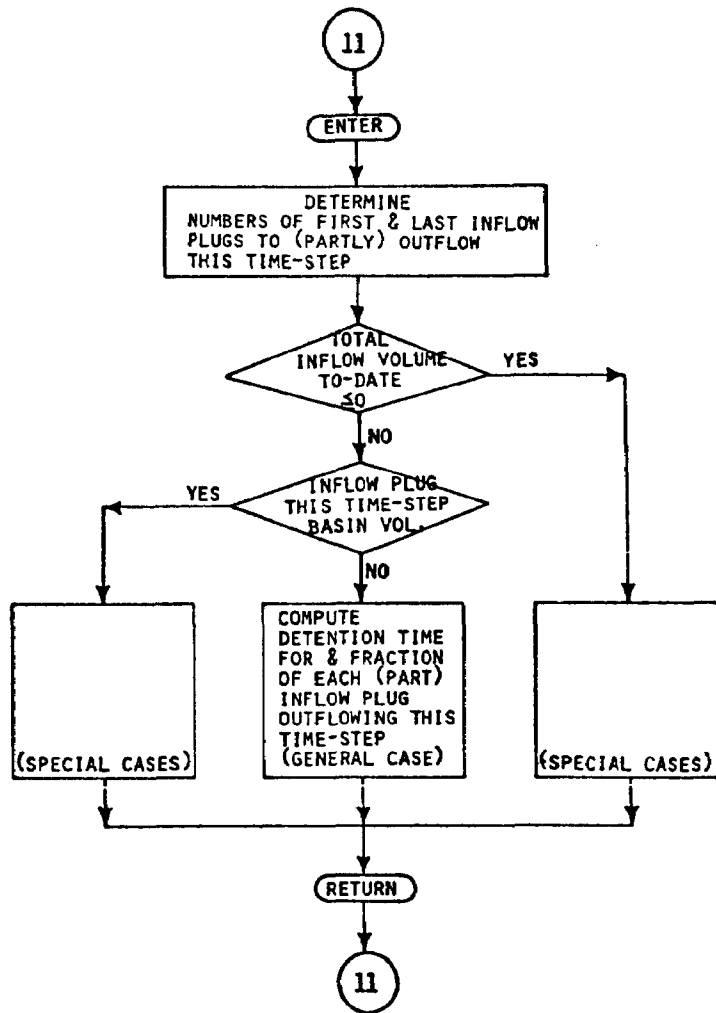 11
ENTER
DETERMINE
NUMBERS OF FIRST & LAST INFLOW
PLUGS TO (PARTLY) OUTFLOW
THIS TIME-STEP
TOTAL
INFLOW VOLUME
TO-DATE
≤0
YES
NO
INFLOW PLUG
THIS TIME-STEP
BASIN VOL.
YES
NO
(SPECIAL CASES)
COMPUTE
DETENTION TIME
FOR & FRACTION
OF EACH (PART)
INFLOW PLUG
OUTFLOWING THIS
TIME-STEP
(GENERAL CASE)
(SPECIAL CASES)
RETURN
11